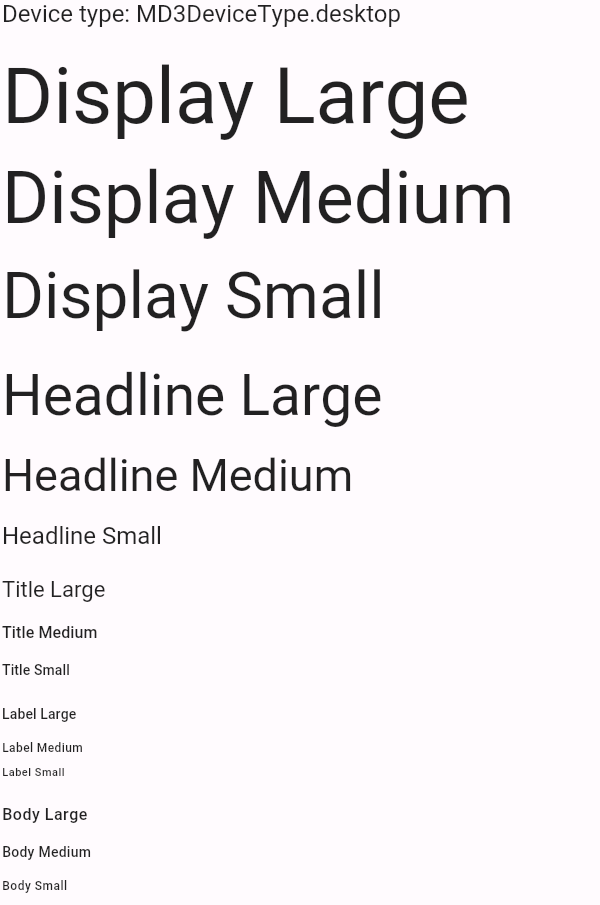 Device type: MD3DeviceType.desktop
Display Large
Display Medium
Display Small
Headline Large
Headline Medium
Headline Small
Title Large
Title Medium
Title Small
Label Large
Label Medium
Label Small
Body Large
Body Medium
Body Small